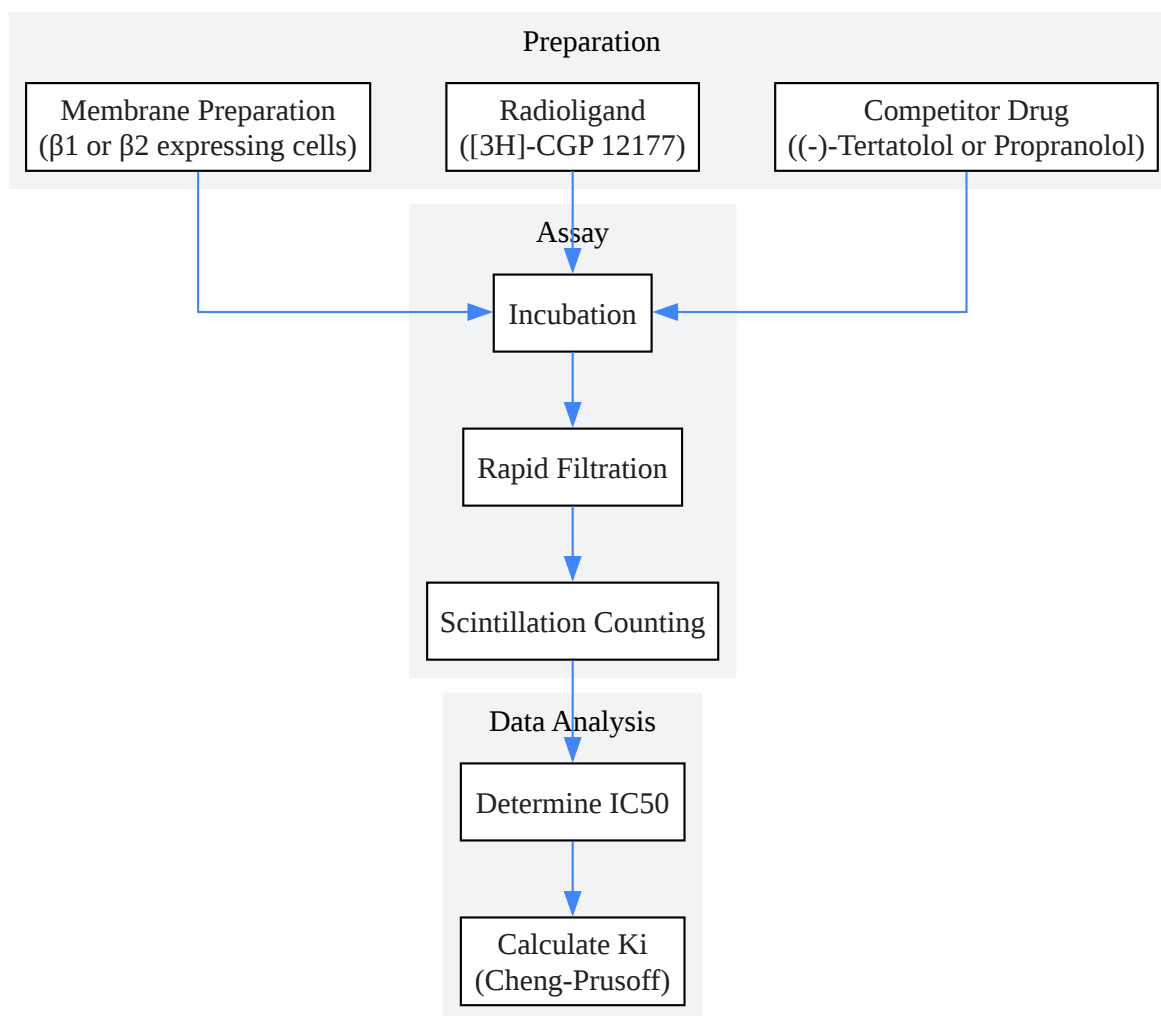 Preparation
Membrane Preparation
(β1 or β2 expressing cells)
Radioligand
([3H]-CGP 12177)
Competitor Drug
((-)-Tertatolol or Propranolol)
Assay
Incubation
Rapid Filtration
Scintillation Counting
Data Analysis
Determine IC50
Calculate Ki
(Cheng-Prusoff)